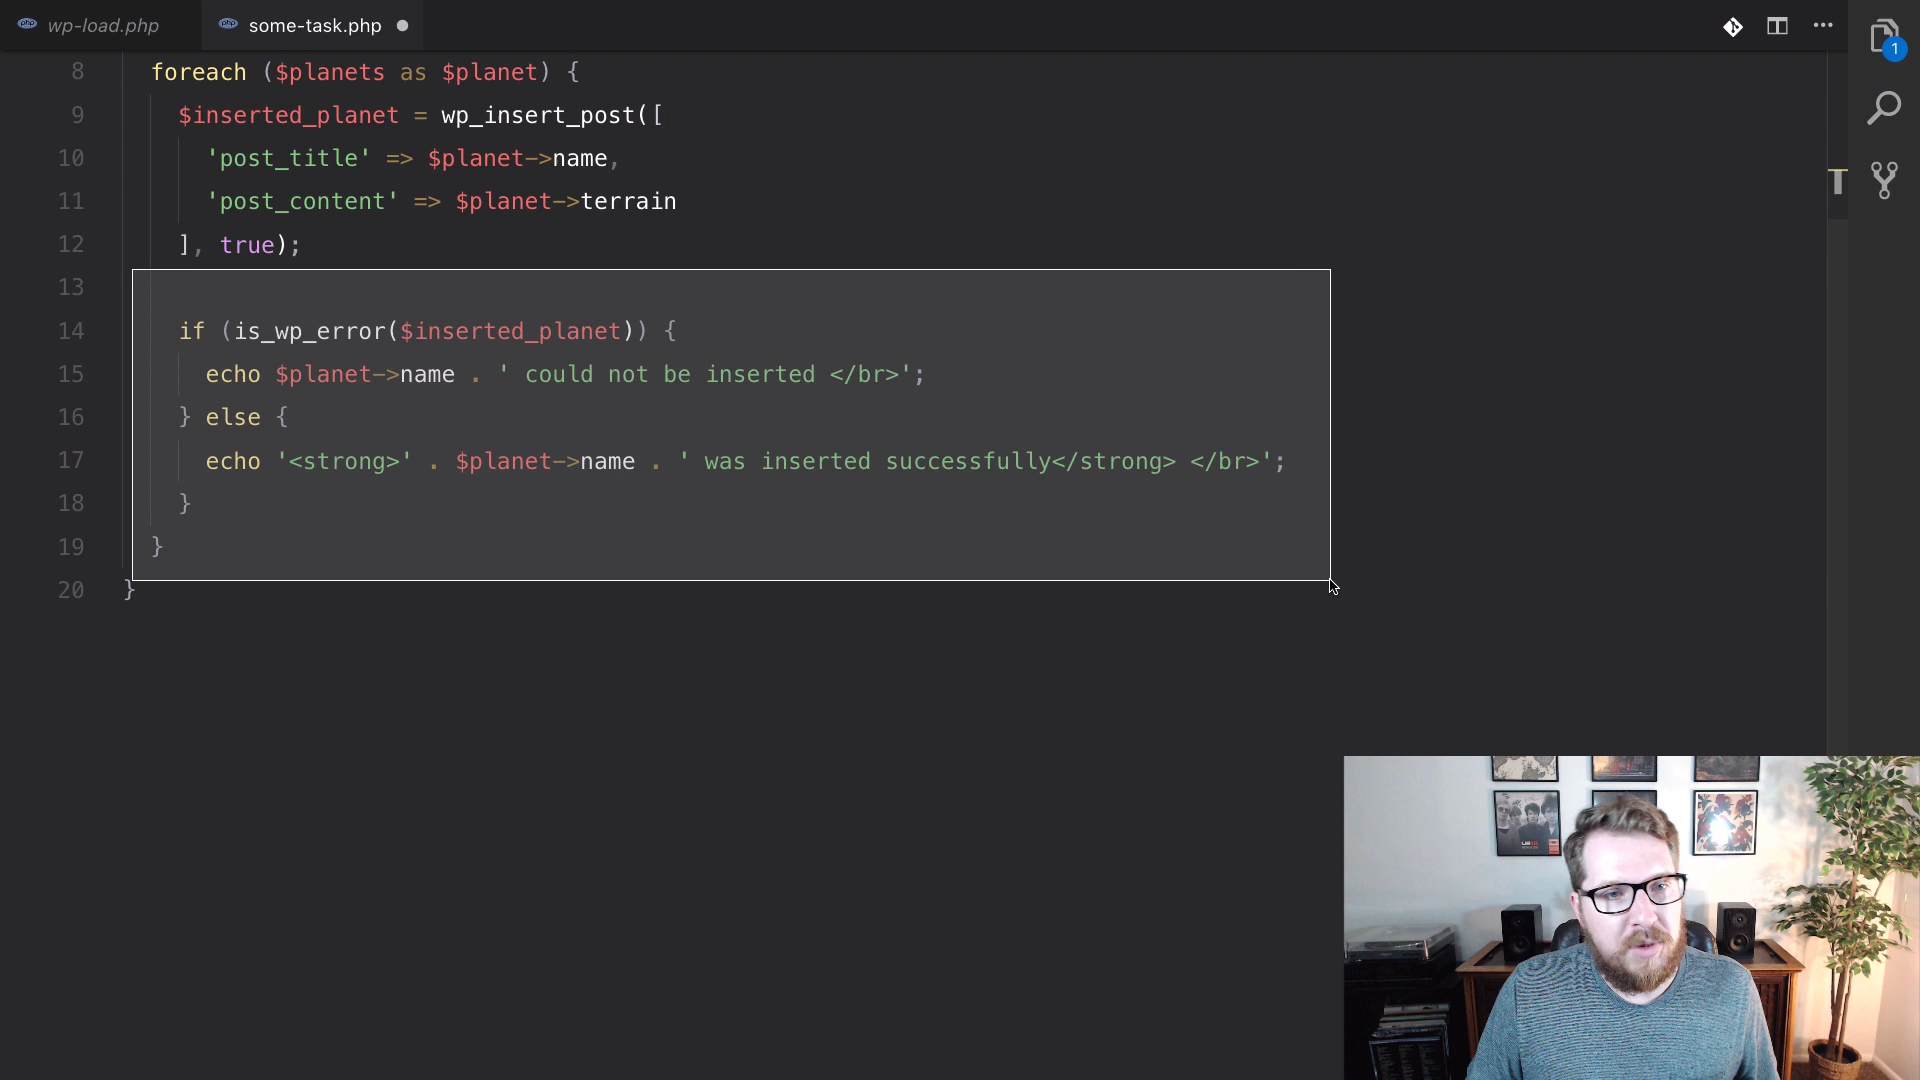 php wp-load.php
php some-task.php
1
8 foreach ($planets as $planet) {
9 $inserted_planet = wp_insert_post([
10 'post_title' => $planet->name,
11 'post_content' => $planet->terrain
12 ], true);
13
14 if (is_wp_error($inserted_planet)) {
15 echo $planet->name . ' could not be inserted </br>';
16 } else {
17 echo '<strong>' . $planet->name . ' was inserted successfully</strong> </br>';
18 }
19 }
20 }